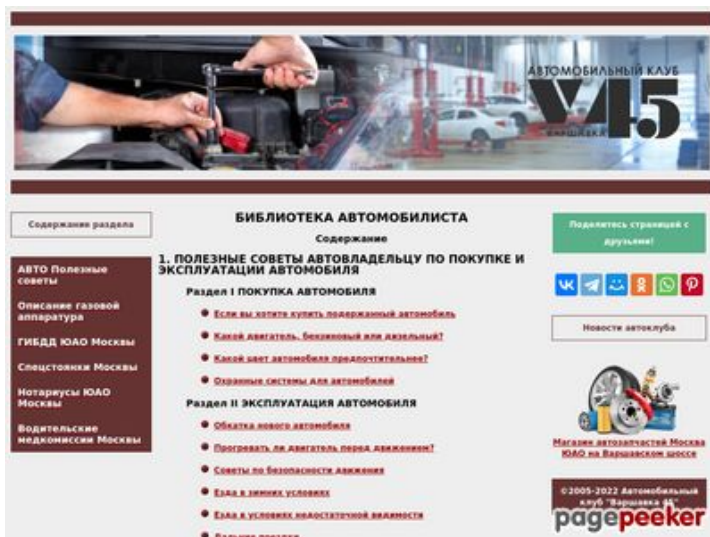 АВТОМОБИЛЬНЫЙ КЛУБ
V45
ВАРШАВКА
Содержание раздела
АВТО Полезные
советы
Описание газовой
аппаратура
ГИБДД ЮАО Москвы
Спецстоянки Москвы
Нотариусы ЮАО
Москвы
Водительские
медкомиссии Москвы
БИБЛИОТЕКА АВТОМОБИЛИСТА
Содержание
1. ПОЛЕЗНЫЕ СОВЕТЫ АВТОВЛАДЕЛЬЦУ ПО ПОКУПКЕ И
ЭКСПЛУАТАЦИИ АВТОМОБИЛЯ
Раздел I ПОКУПКА АВТОМОБИЛЯ
Если вы хотите купить подержанный автомобиль
Какой двигатель, бензиновый или дизельный?
Какой цвет автомобиля предпочтительнее?
Охранные системы для автомобилей
Раздел II ЭКСПЛУАТАЦИЯ АВТОМОБИЛЯ
Обкатка нового автомобиля
Прогревать ли двигатель перед движением?
Советы по безопасности движения
Езда в зимних условиях
Езда в условиях недостаточной видимости
Поделитесь страницей с
друзьями!
Новости автоклуба
Магазин автозапчастей Москва
ЮАО на Варшавском шоссе
©2005-2022 Автомобильный
клуб "Варшавка 45"
pagepeeker